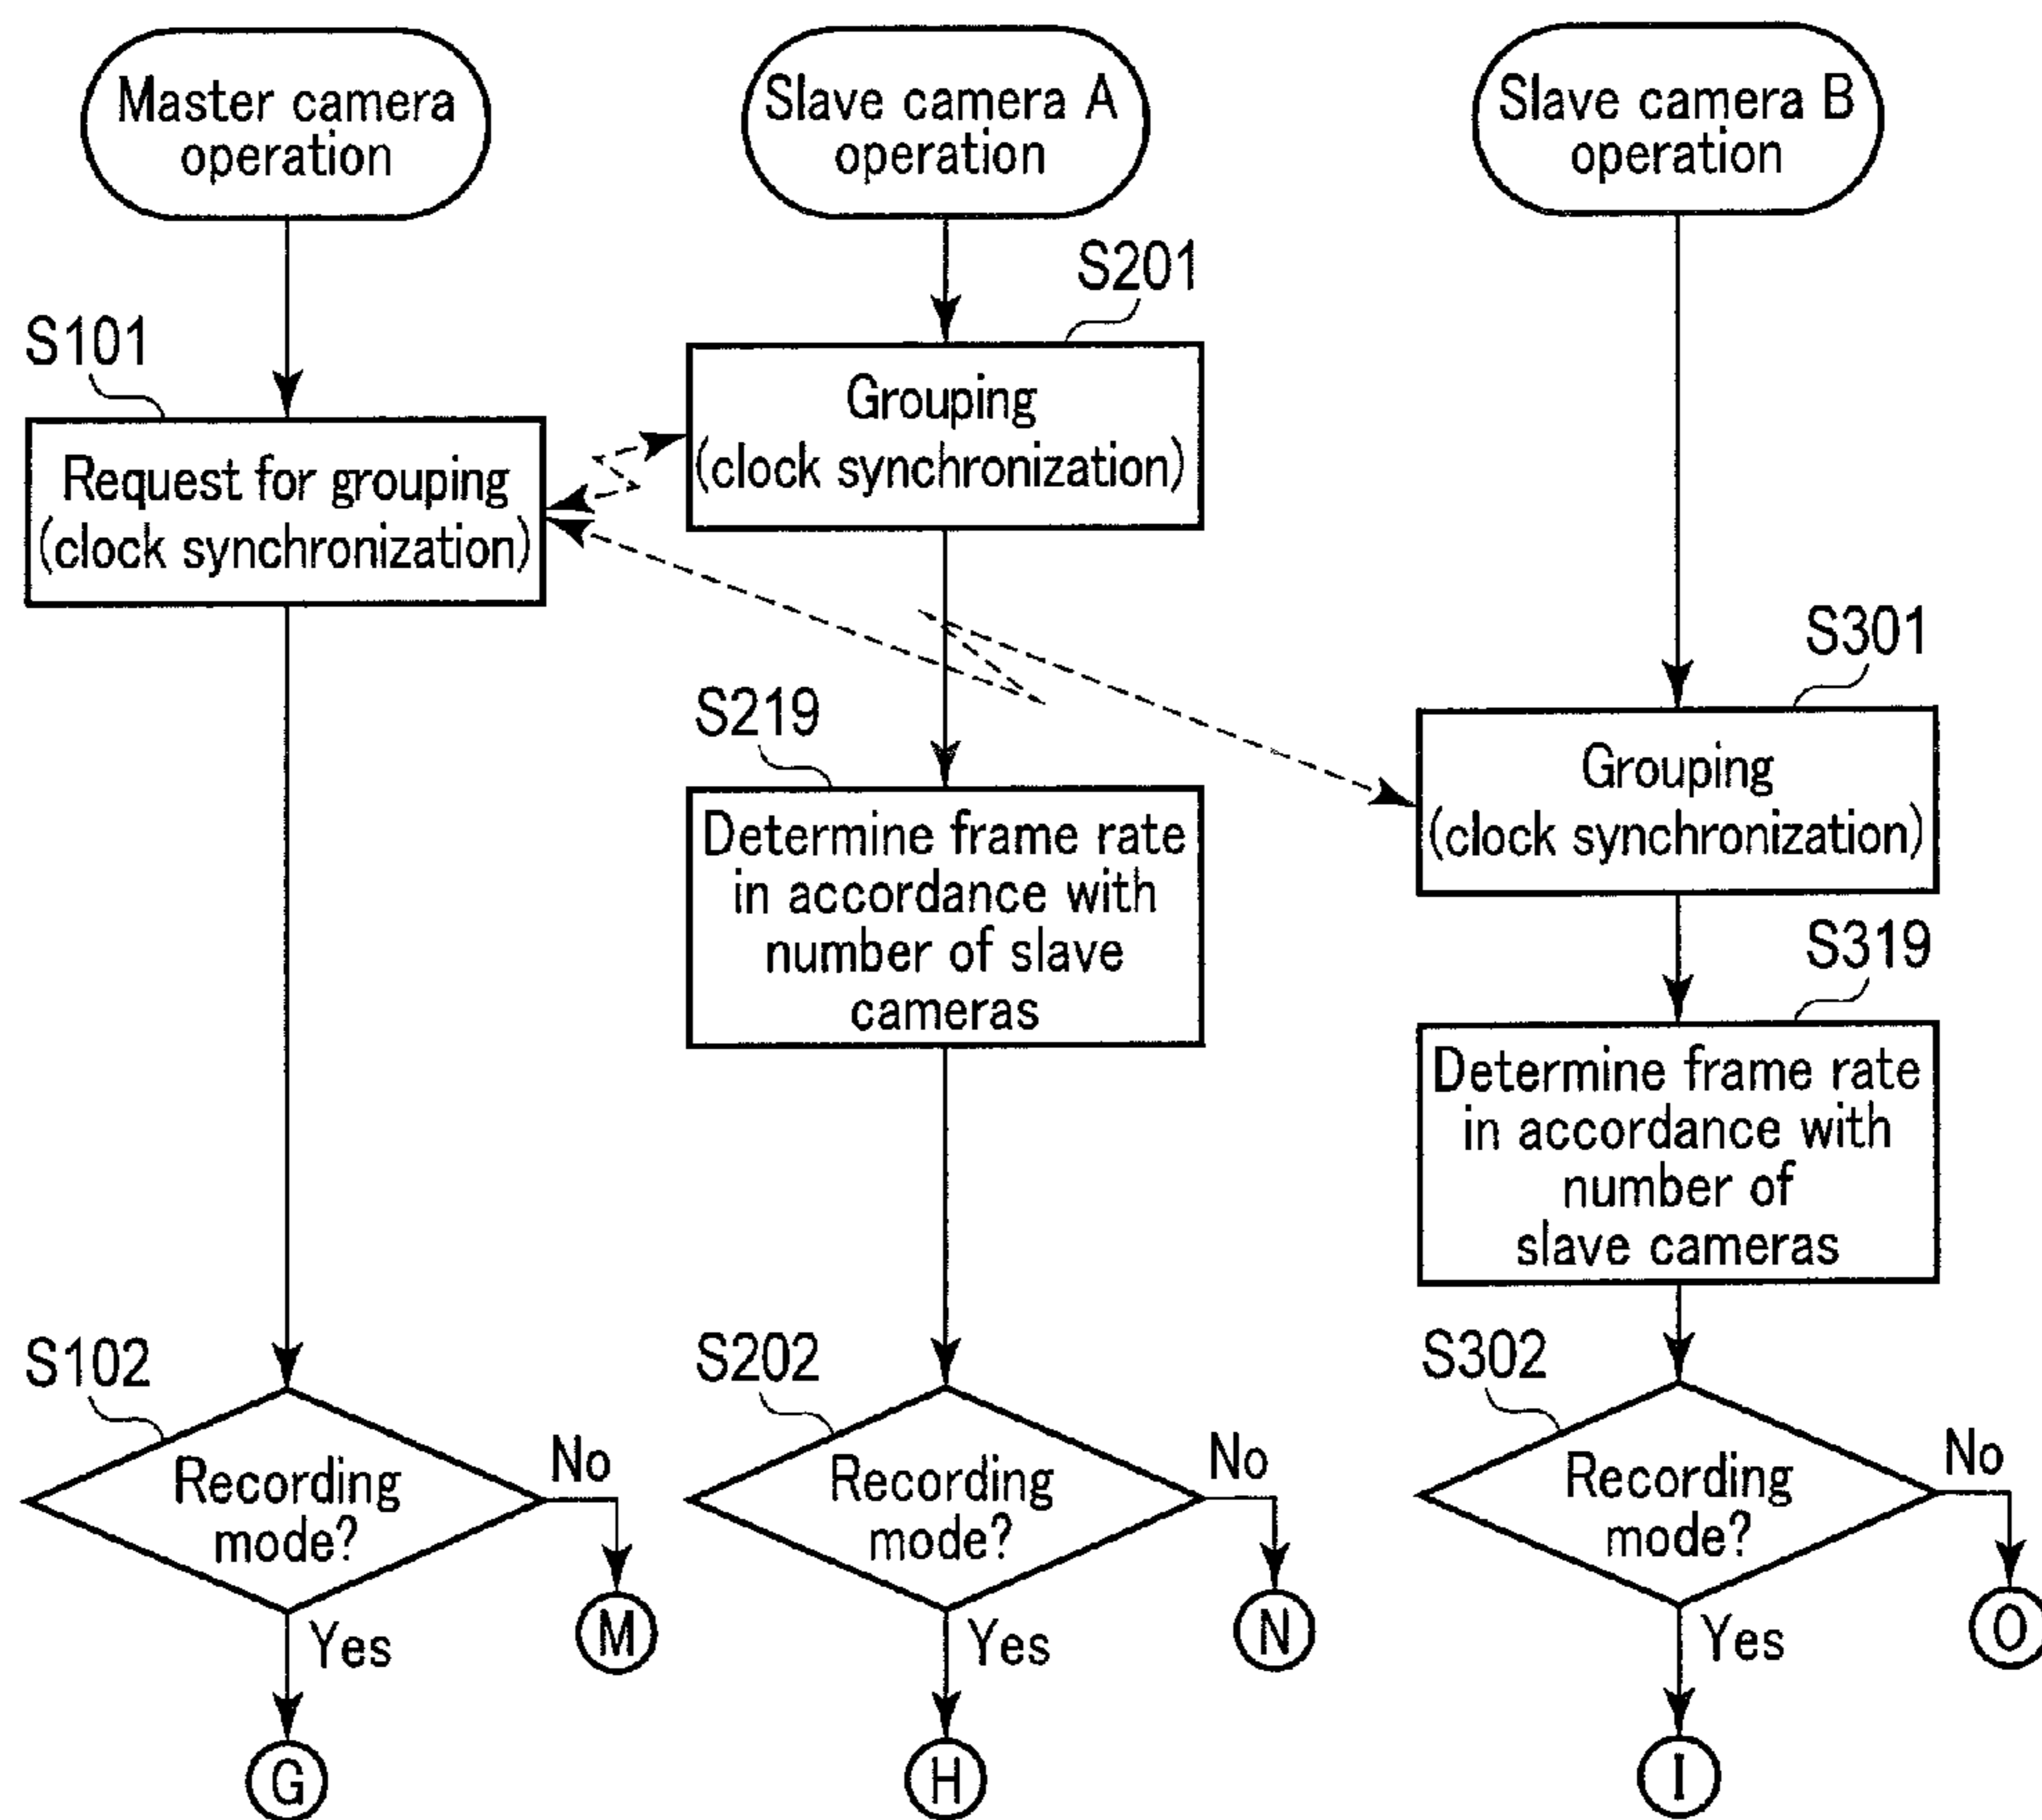 Master camera
operation
Slave camera A
operation
Slave camera B
operation
S101
Request for grouping
(clock synchronization)
S201
Grouping
(clock synchronization)
S301
Grouping
(clock synchronization)
S219
Determine frame rate
in accordance with
number of slave
cameras
S319
Determine frame rate
in accordance with
number of
slave cameras
S102
Recording
mode?
No
M
Yes
G
S202
Recording
mode?
No
N
Yes
H
S302
Recording
mode?
No
O
Yes
I